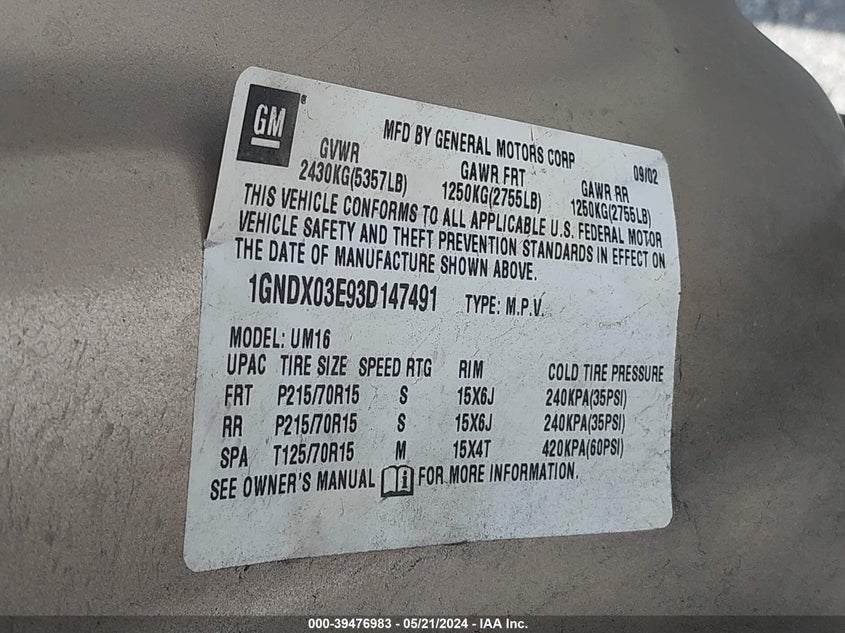 GM®
MFD BY GENERAL MOTORS CORP 09/02
GVWR GAWR FRT GAWR RR
2430KG(5357LB) 1250KG(2755LB) 1250KG(2755LB)
THIS VEHICLE CONFORMS TO ALL APPLICABLE U.S. FEDERAL MOTOR
VEHICLE SAFETY AND THEFT PREVENTION STANDARDS IN EFFECT ON
THE DATE OF MANUFACTURE SHOWN ABOVE.
1GNDX03E93D147491 TYPE: M.P.V.
MODEL: UM16
UPAC TIRE SIZE SPEED RTG RIM COLD TIRE PRESSURE
FRT P215/70R15 S 15X6J 240KPA(35PSI)
RR P215/70R15 S 15X6J 240KPA(35PSI)
SPA T125/70R15 M 15X4T 420KPA(60PSI)
SEE OWNER'S MANUAL i FOR MORE INFORMATION.
000-39476983 / 05/21/2024 - IAA Inc.